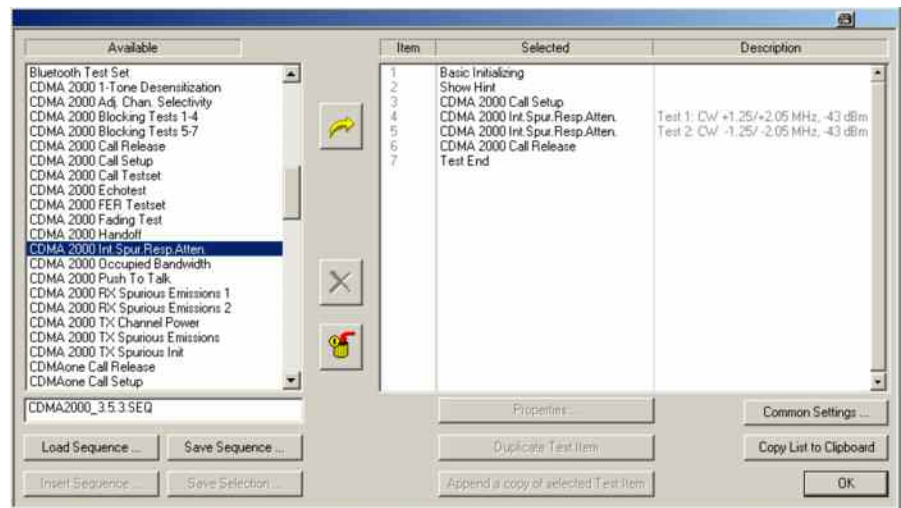 Available
Item Selected Description
Bluetooth Test Set
CDMA 2000 1-Tone Desensitization
CDMA 2000 Adj. Chan. Selectivity
CDMA 2000 Blocking Tests 1-4
CDMA 2000 Blocking Tests 5-7
CDMA 2000 Call Release
CDMA 2000 Call Setup
CDMA 2000 Call Testset
CDMA 2000 Echotest
CDMA 2000 FER Testset
CDMA 2000 Fading Test
CDMA 2000 Handoff
CDMA 2000 Int.Spur.Resp.Atten.
CDMA 2000 Occupied Bandwidth
CDMA 2000 Push To Talk
CDMA 2000 RX Spurious Emissions 1
CDMA 2000 RX Spurious Emissions 2
CDMA 2000 TX Channel Power
CDMA 2000 TX Spurious Emissions
CDMA 2000 TX Spurious Init
CDMAone Call Release
CDMAone Call Setup
1 Basic Initializing
2 Show Hint
3 CDMA 2000 Call Setup
4 CDMA 2000 Int.Spur.Resp.Atten. Test 1: CW +1.25/+2.05 MHz, -43 dBm
5 CDMA 2000 Int.Spur.Resp.Atten. Test 2: CW -1.25/-2.05 MHz, -43 dBm
6 CDMA 2000 Call Release
7 Test End
CDMA2000_3.5.3.SEQ
Properties ...
Common Settings ...
Load Sequence ... Save Sequence ...
Duplicate Test Item
Copy List to Clipboard
Insert Sequence ... Save Selection ...
Append a copy of selected Test Item
OK